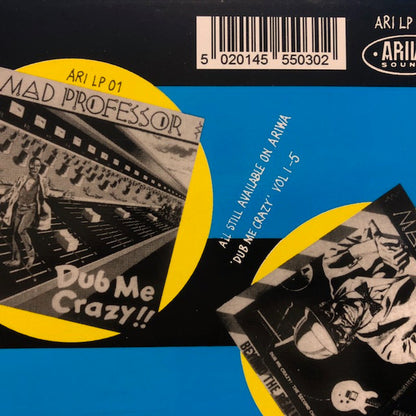 ARI LP
5 020145 550302
ARIWA
SOUNDS
ARI LP 01
MAD PROFESSOR
Dub Me
Crazy!!
ALL STILL AVAILABLE ON ARIWA
'DUB ME CRAZY' VOL 1-5